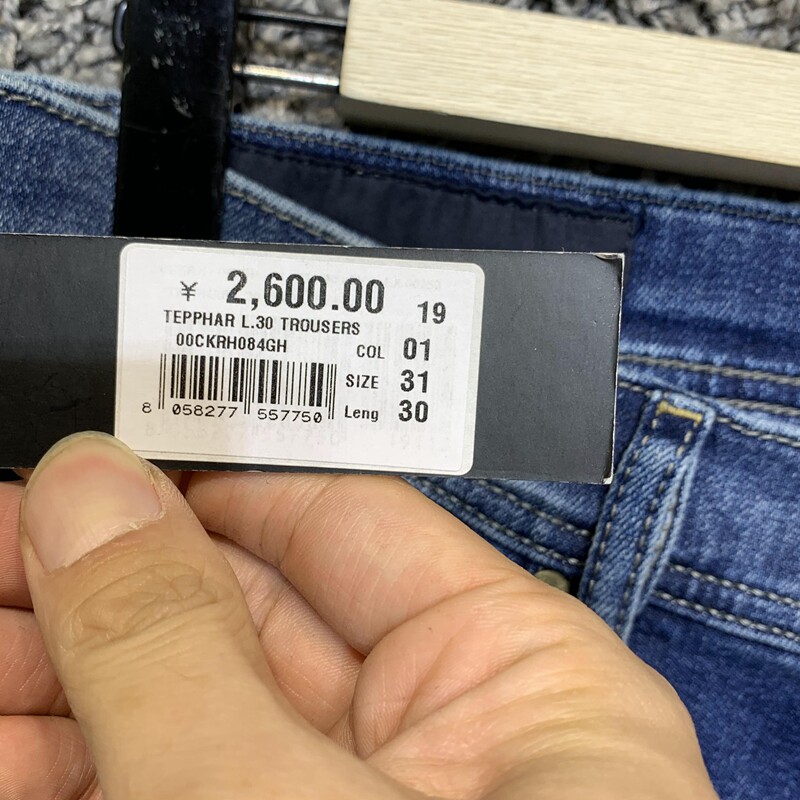 ¥ 2,600.00 19
TEPPHAR L.30 TROUSERS
00CKRH084GH COL 01
SIZE 31
8 058277 557750 Leng 30